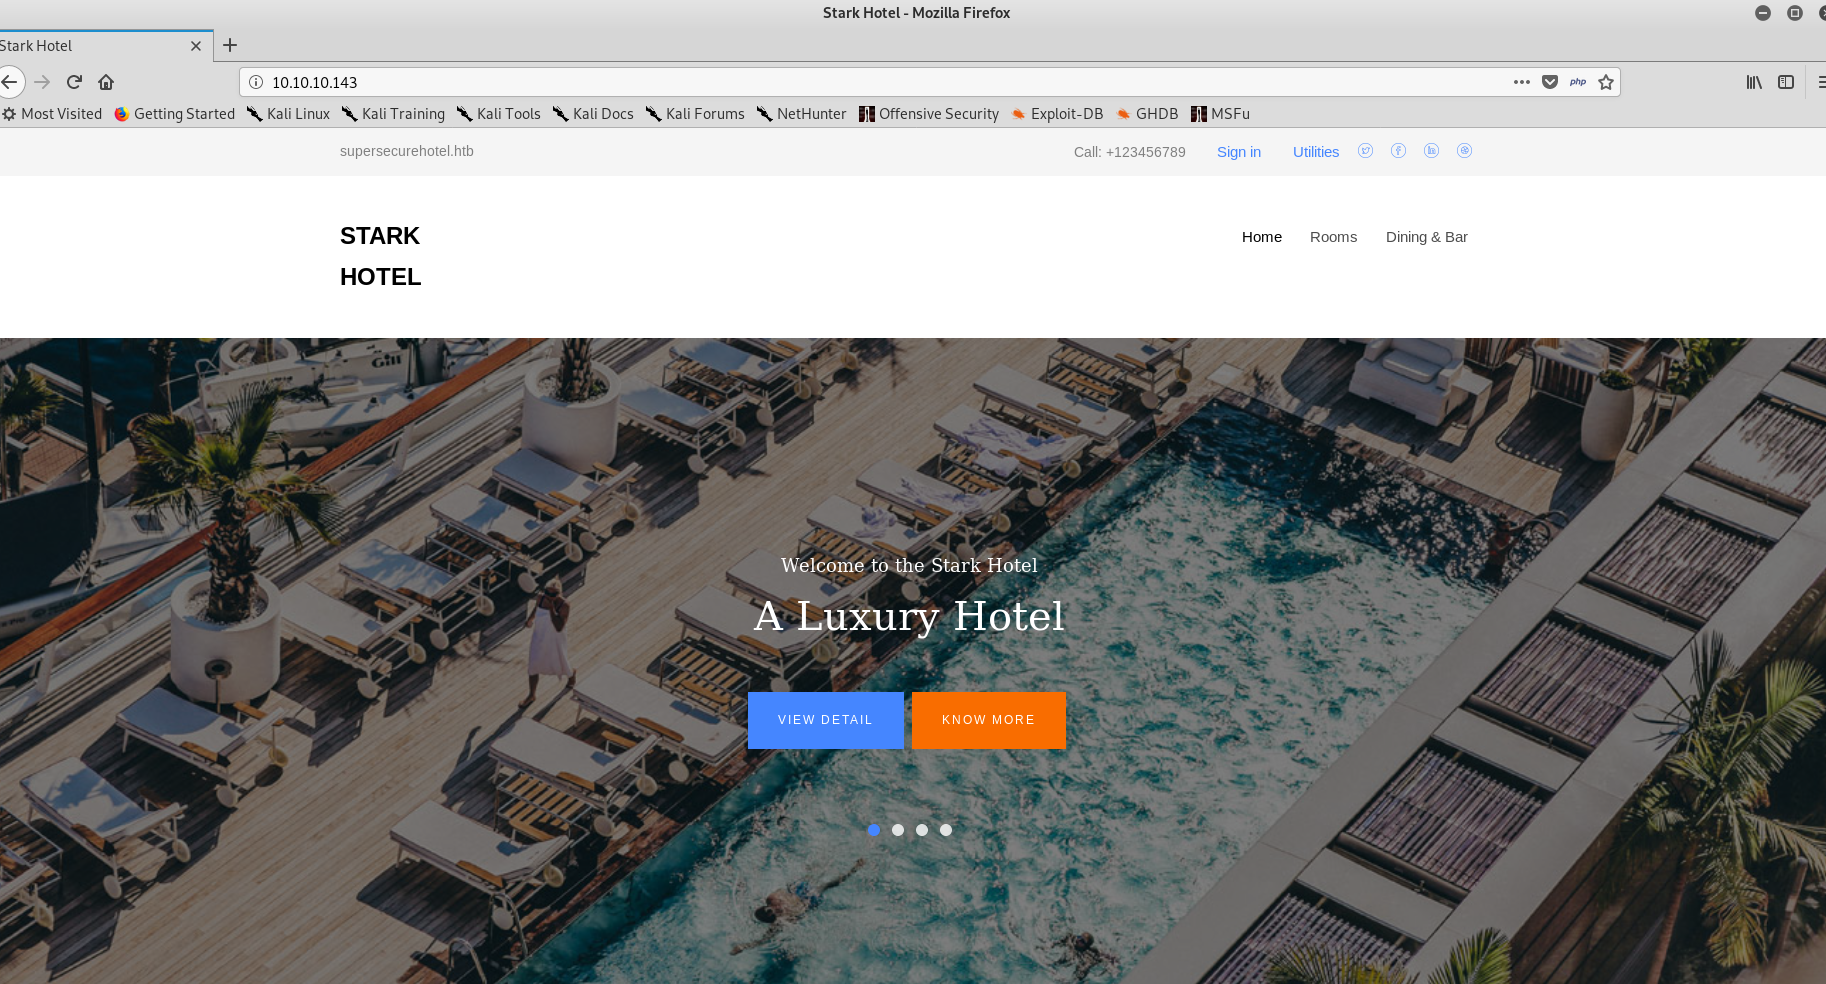 Stark Hotel - Mozilla Firefox
Stark Hotel
10.10.10.143
php
Most Visited Getting Started Kali Linux Kali Training Kali Tools Kali Docs Kali Forums NetHunter Offensive Security Exploit-DB GHDB MSFu
supersecurehotel.htb Call: +123456789 Sign in Utilities
STARK
HOTEL
Home Rooms Dining & Bar
Welcome to the Stark Hotel
A Luxury Hotel
VIEW DETAIL KNOW MORE